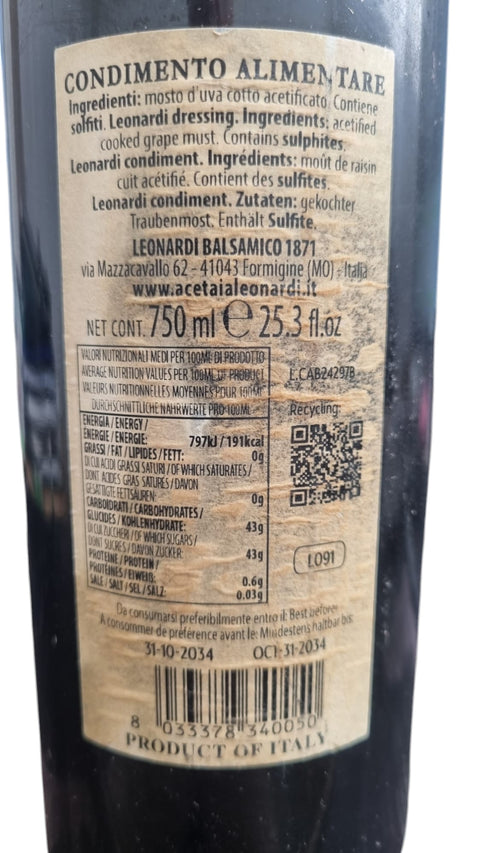 CONDIMENTO ALIMENTARE
Ingredienti: mosto d'uva cotto acetificato. Contiene
solfiti. Leonardi dressing. Ingredients: acetified
cooked grape must. Contains sulphites.
Leonardi condiment. Ingrédients: moût de raisin
cuit acétifié. Contient des sulfites.
Leonardi condiment. Zutaten: gekochter
Traubenmost. Enthält Sulfite.
LEONARDI BALSAMICO 1871
via Mazzacavallo 62 - 41043 Formigine (MO) - Italia
www.acetaialeonardi.it
NET CONT. 750 ml e 25.3 fl.oz
VALORI NUTRIZIONALI MEDI PER 100ML DI PRODOTTO
AVERAGE NUTRITION VALUES PER 100ML OF PRODUCT
VALEURS NUTRITIONNELLES MOYENNES POUR 100ML
DURCHSCHNITTLICHE NÄHRWERTE PRO 100ML
ENERGIA / ENERGY /
ENERGIE / ENERGIE: 797kJ / 191kcal
GRASSI / FAT / LIPIDES / FETT: 0g
DI CUI ACIDI GRASSI SATURI / OF WHICH SATURATES /
DONT ACIDES GRAS SATURES / DAVON
GESÄTTIGTE FETTSÄUREN: 0g
CARBOIDRATI / CARBOHYDRATES /
GLUCIDES / KOHLENHYDRATE: 43g
DI CUI ZUCCHERI / OF WHICH SUGARS /
DONT SUCRES / DAVON ZUCKER: 43g
PROTEINE / PROTEIN /
PROTÉINES / EIWEIß: 0.6g
SALE / SALT / SEL / SALZ: 0.03g
L.CAB24297B
Recycling:
L091
Da consumarsi preferibilmente entro il: Best before:
A consommer de préférence avant le: Mindestens haltbar bis:
31-10-2034 OCT-31-2034
8 033378 340050
PRODUCT OF ITALY